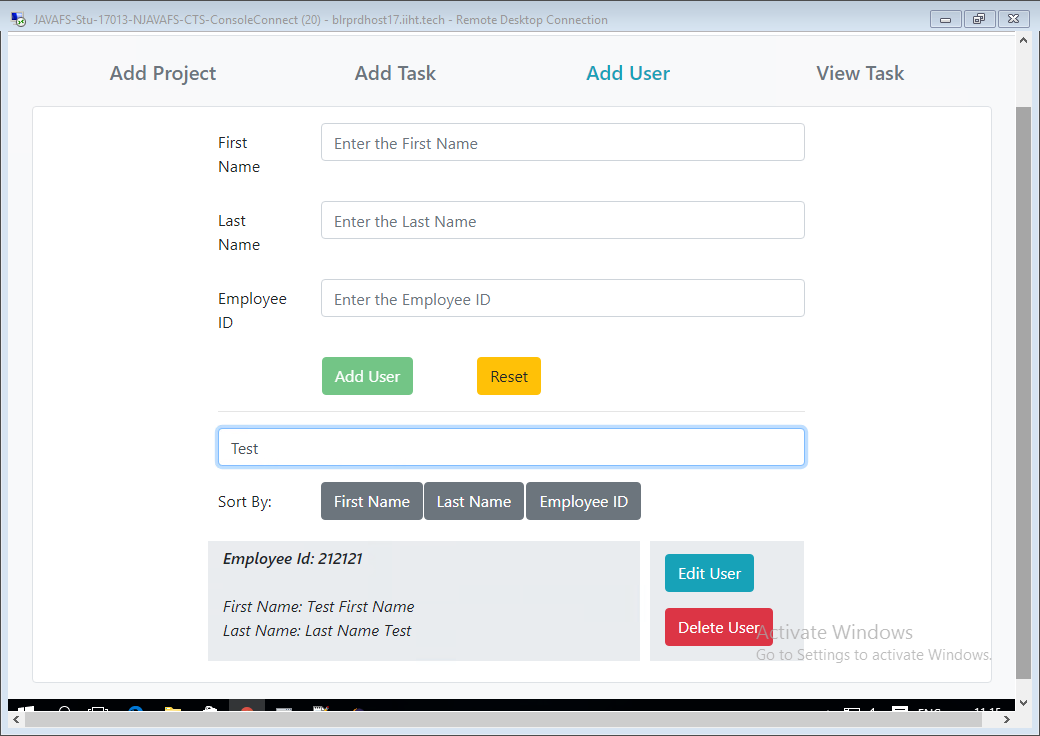 JAVAFS-Stu-17013-NJAVAFS-CTS-ConsoleConnect (20) - blrprdhost17.iiht.tech - Remote Desktop Connection
Add Project Add Task Add User View Task
First Name Enter the First Name
Last Name Enter the Last Name
Employee ID Enter the Employee ID
Add User Reset
Test
Sort By: First Name Last Name Employee ID
Employee Id: 212121
Edit User
First Name: Test First Name
Last Name: Last Name Test
Delete User
Activate Windows
Go to Settings to activate Windows.